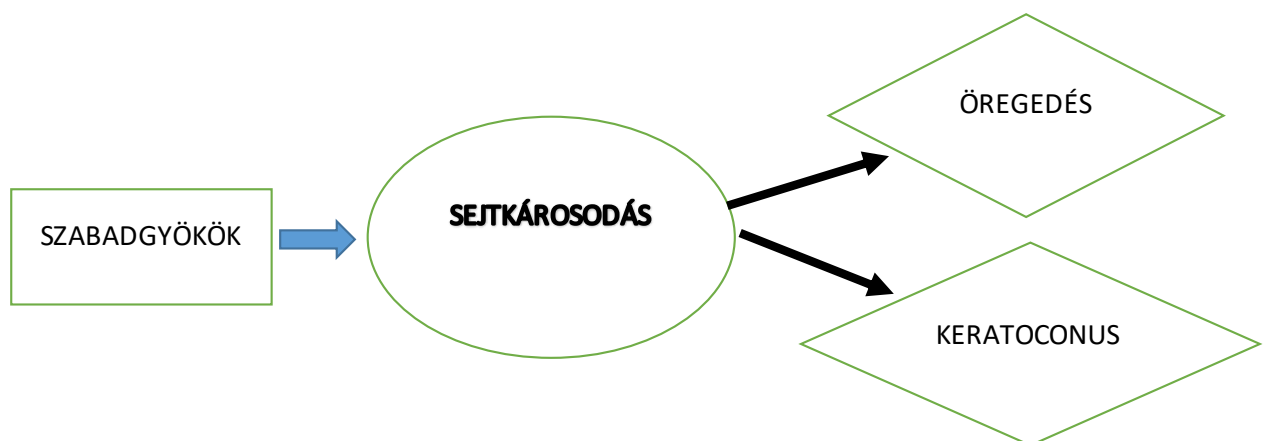 SZABADGYÖKÖK
SEJTKÁROSODÁS
ÖREGEDÉS
KERATOCONUS